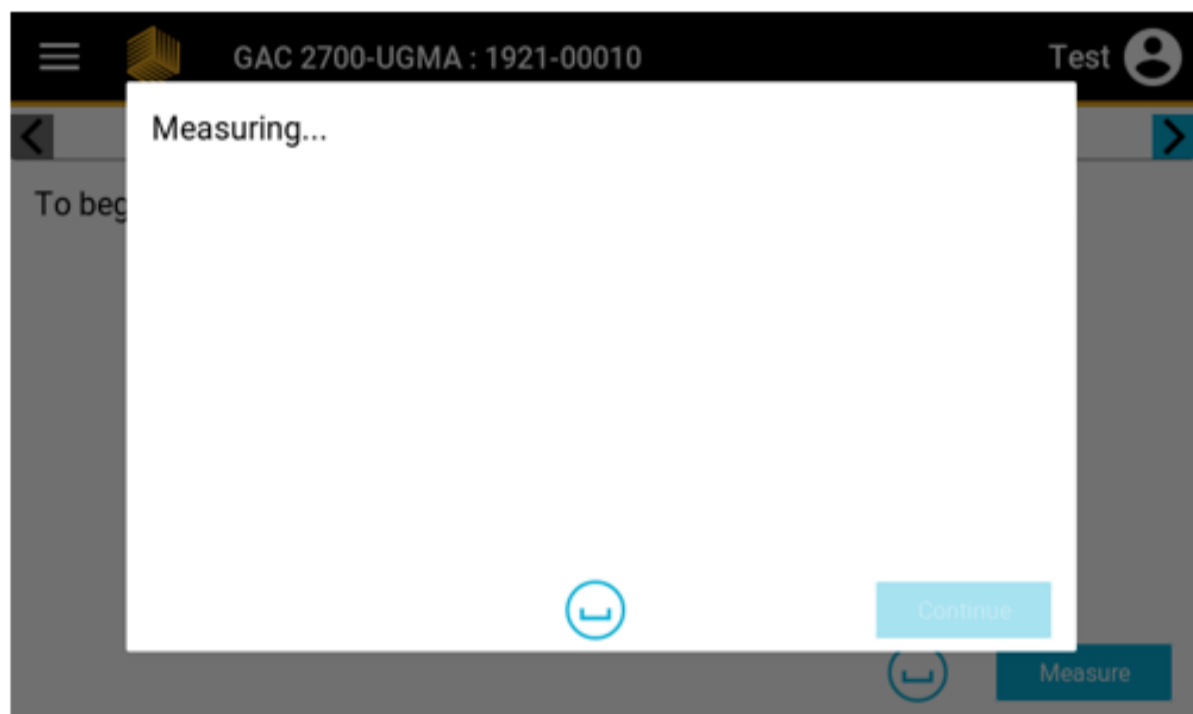 GAC 2700-UGMA : 1921-00010
Test
Measuring...
To beg
Continue
Measure